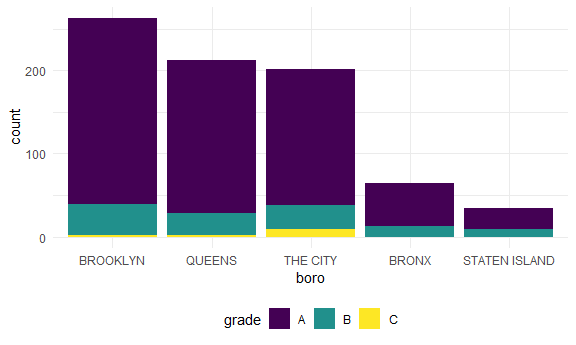 count
200
100
0
BROOKLYN QUEENS THE CITY BRONX STATEN ISLAND
boro
grade A B C